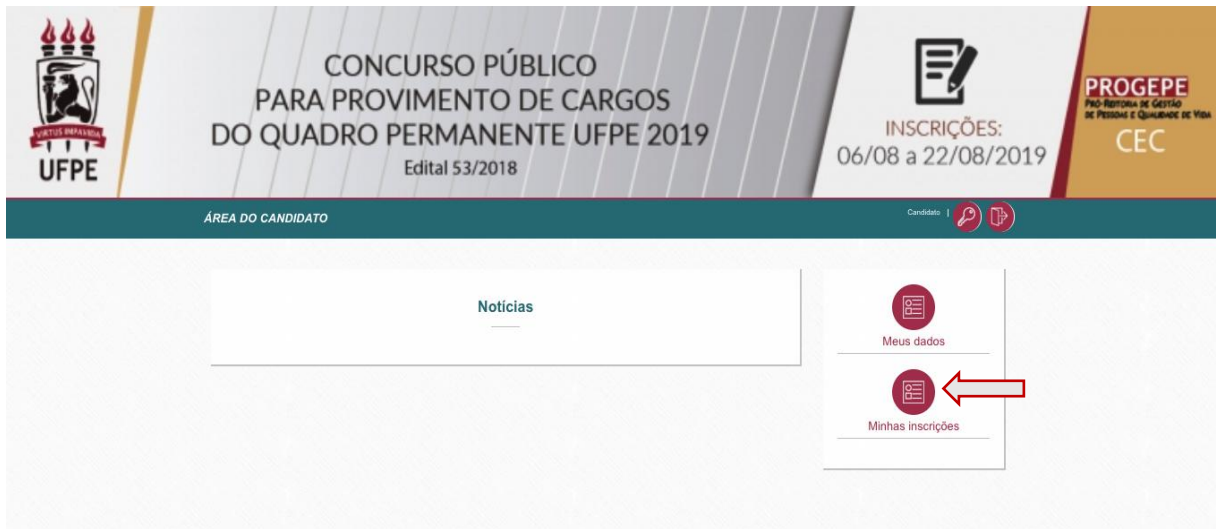 VIRTUS IMPAVIDA
UFPE
CONCURSO PÚBLICO
PARA PROVIMENTO DE CARGOS
DO QUADRO PERMANENTE UFPE 2019
Edital 53/2018
INSCRIÇÕES:
06/08 a 22/08/2019
PROGEPE
PRÓ-REITORIA DE GESTÃO
DE PESSOAS E QUALIDADE DE VIDA
CEC
ÁREA DO CANDIDATO
Candidato |
Notícias
Meus dados
Minhas inscrições